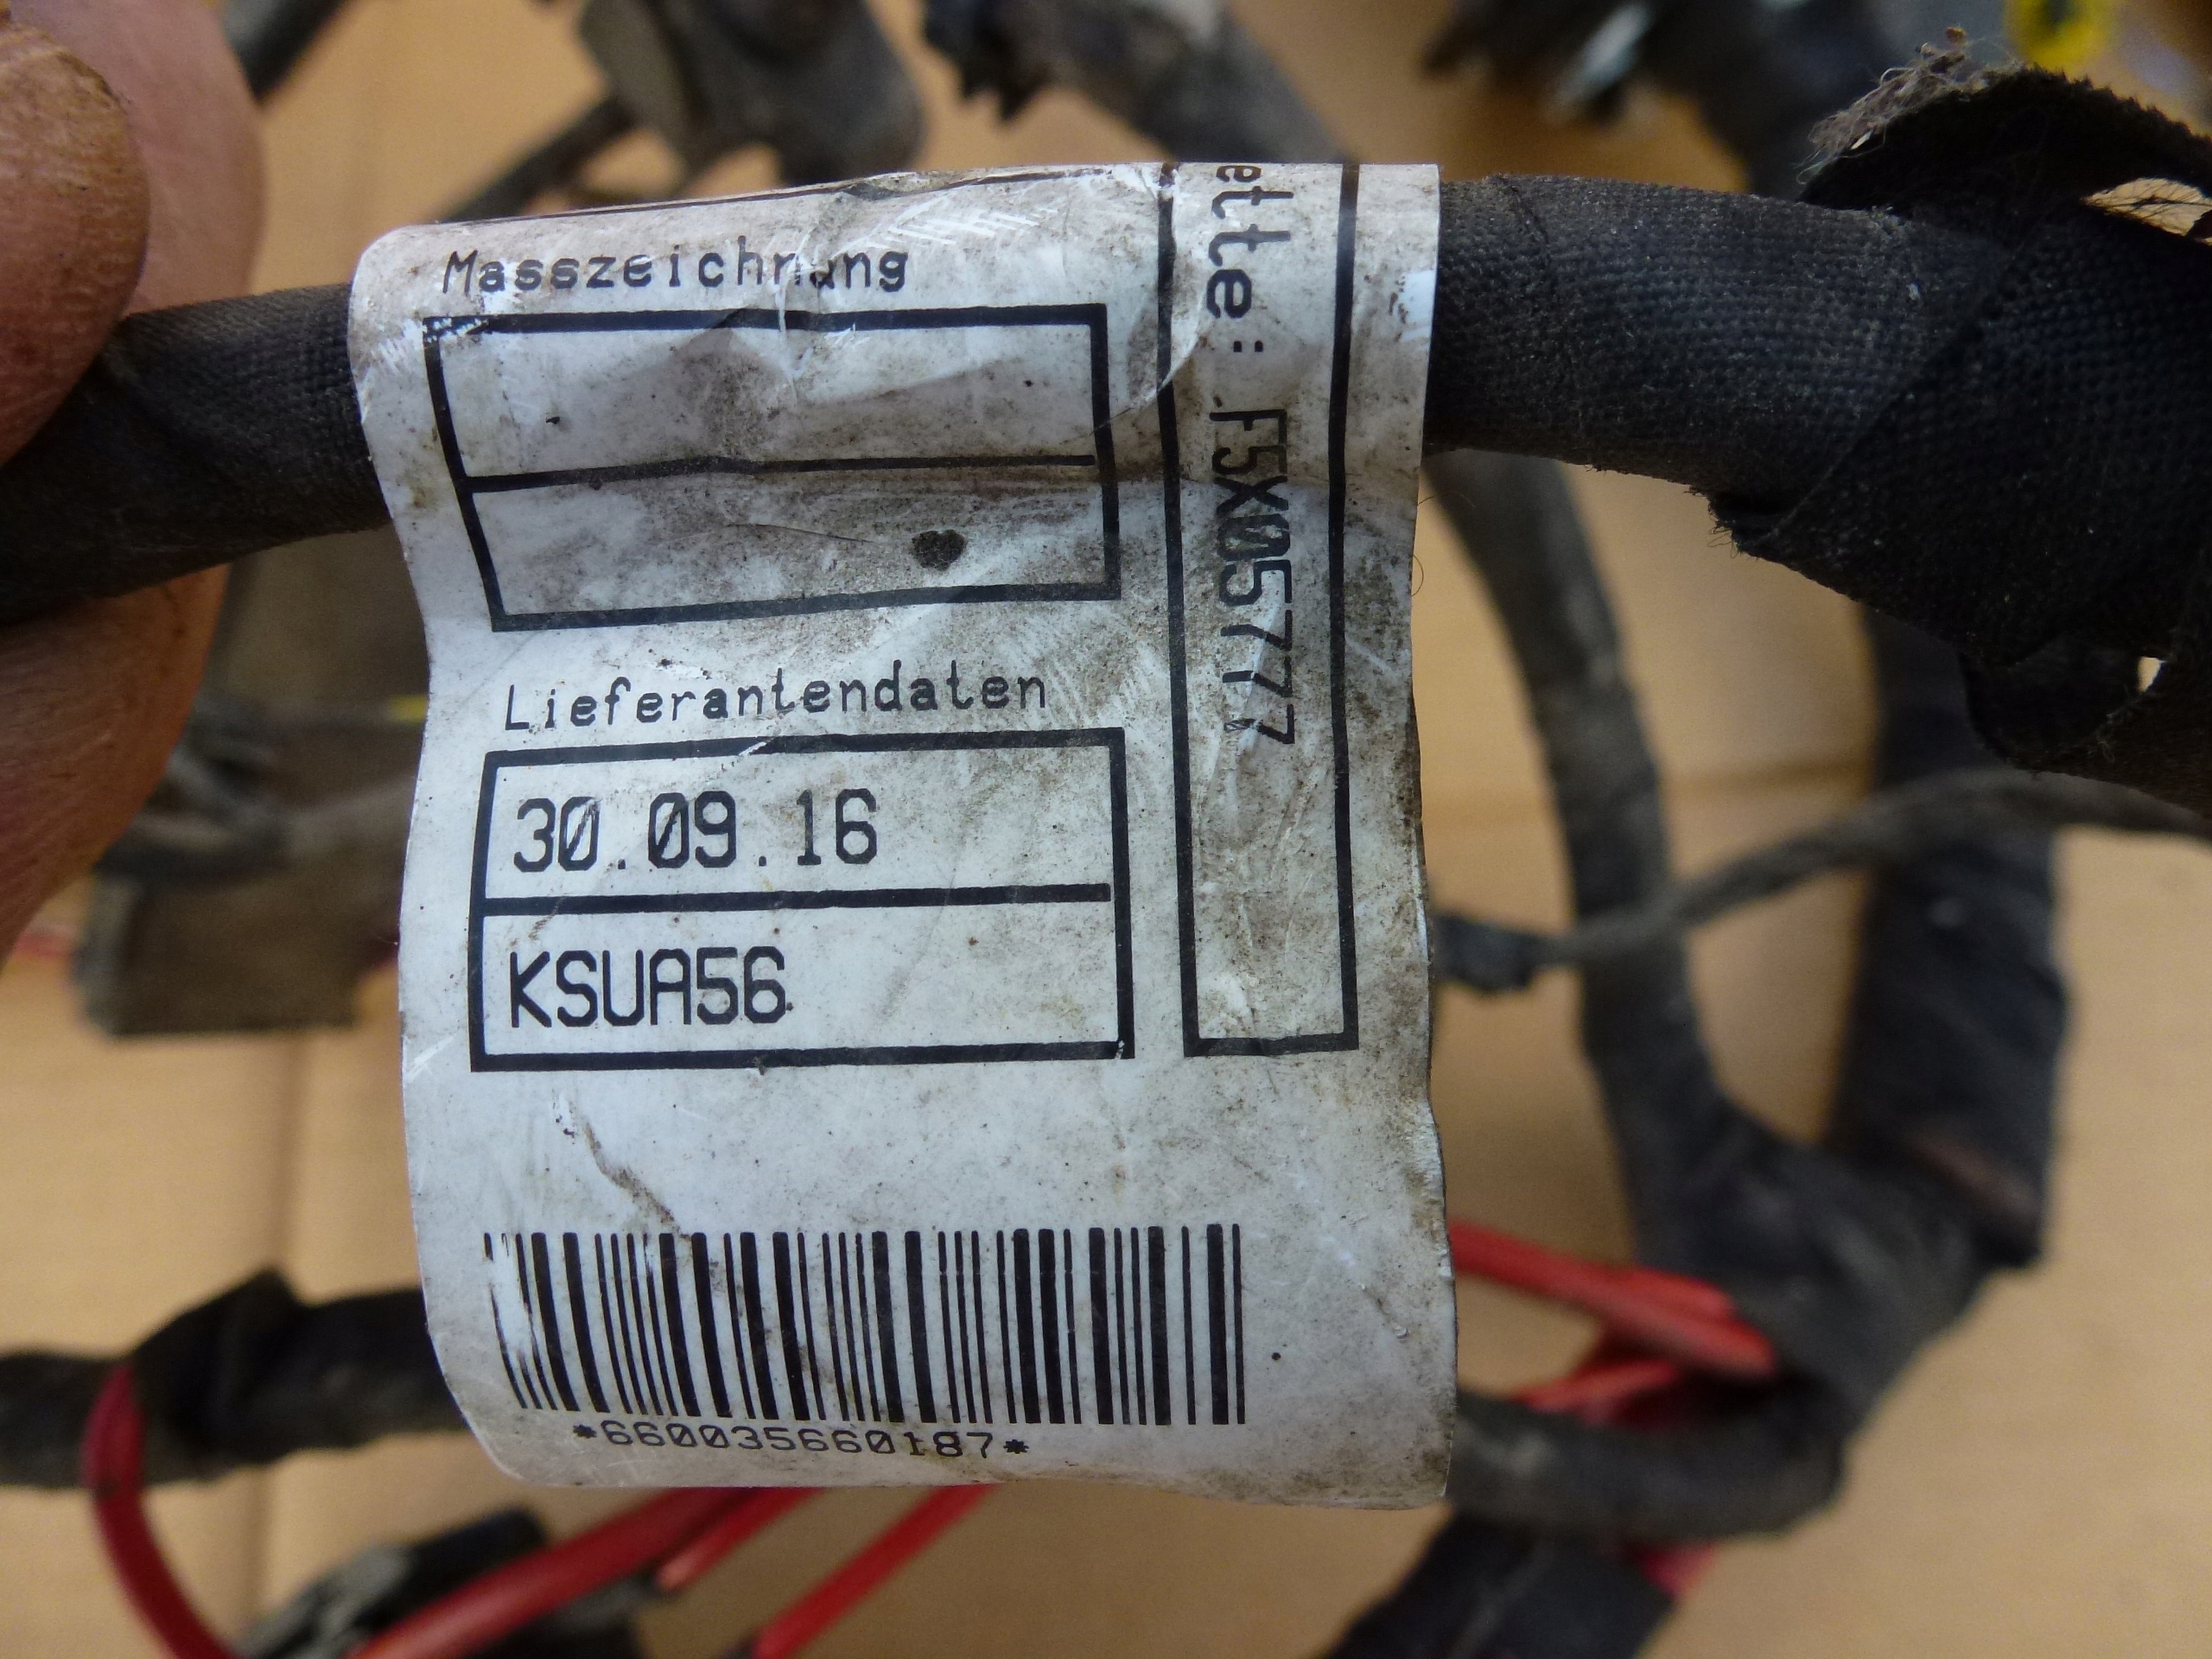 Masszeichnung
Lieferantendaten
30.09.16
KSUA56
*660035660187*
ette: F5X05777